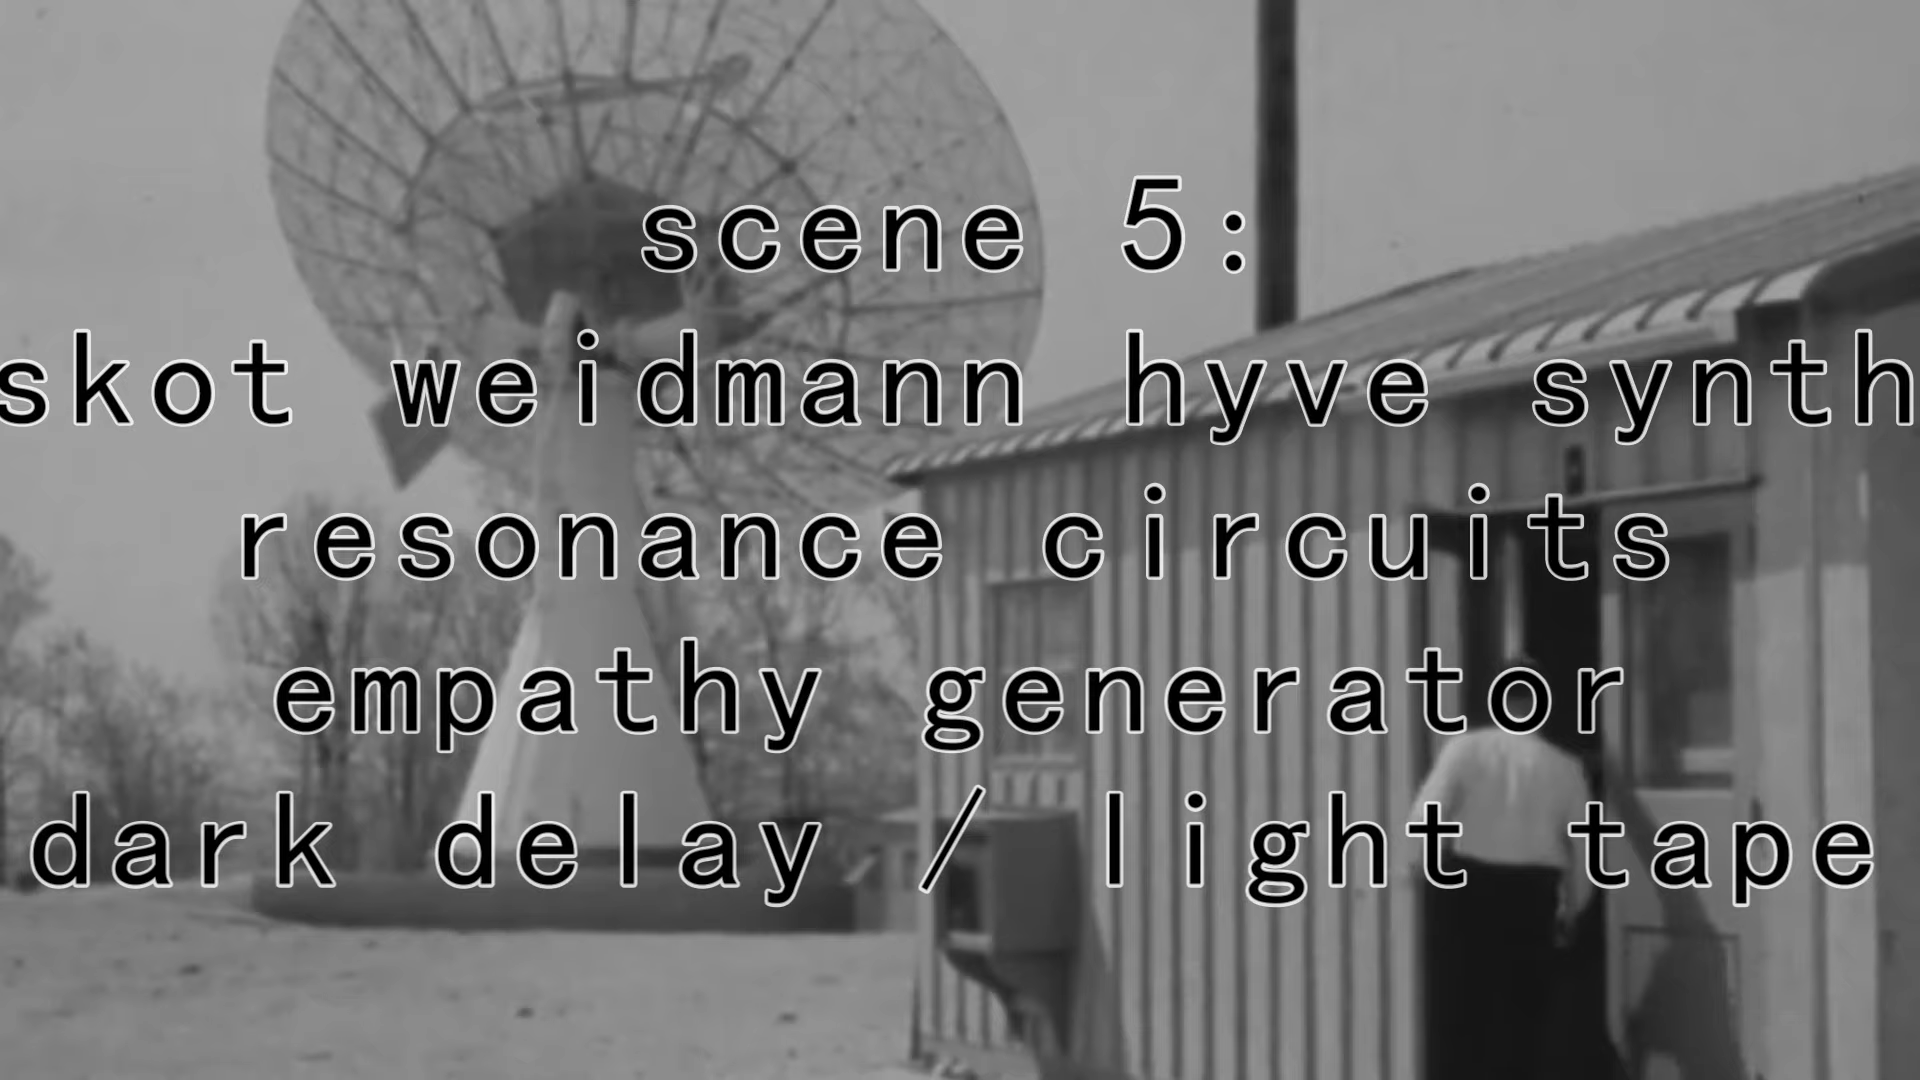 scene 5:
skot weidmann hyve synth
resonance circuits
empathy generator
dark delay / light tape